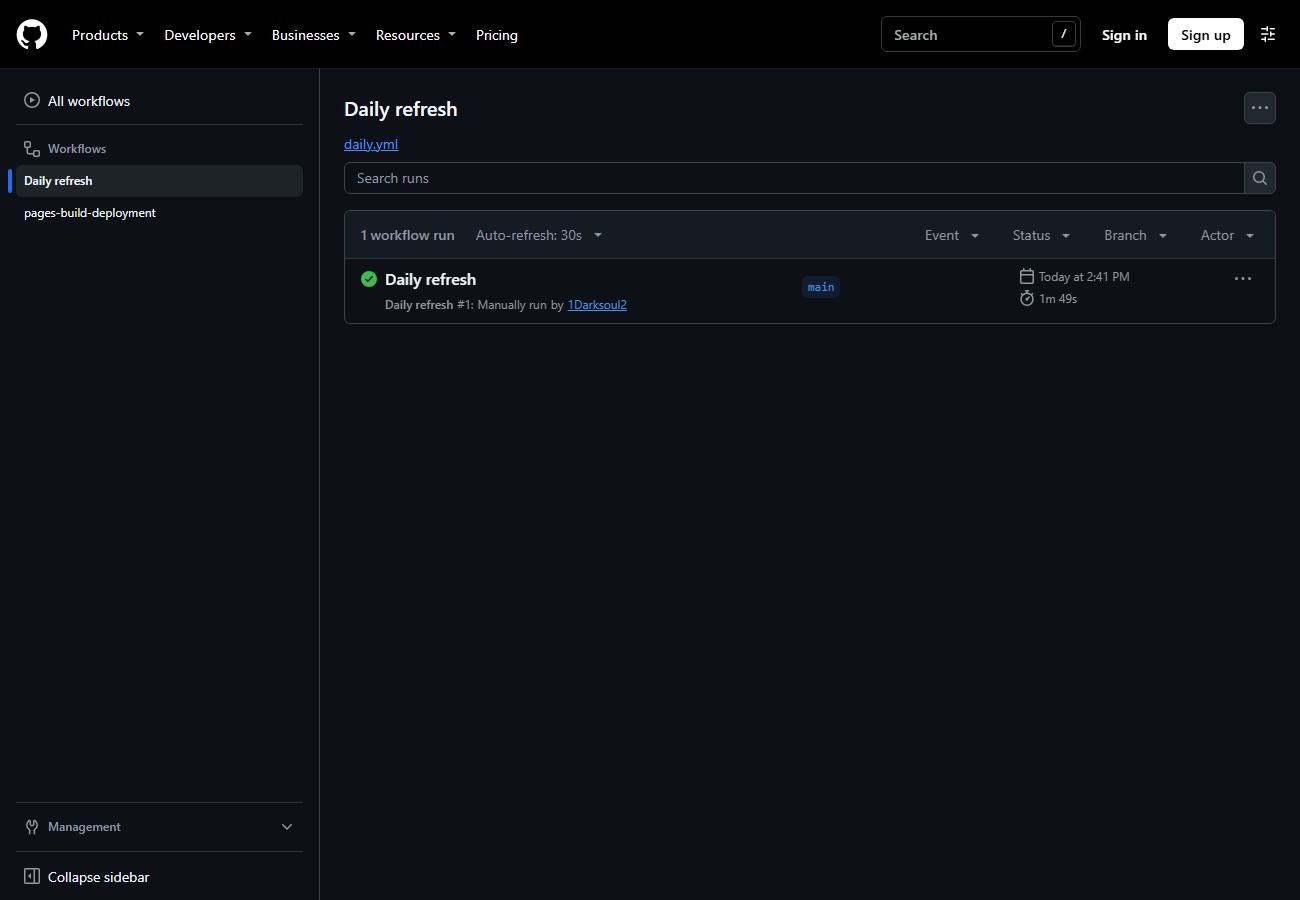 Products Developers Businesses Resources Pricing Search / Sign in Sign up
All workflows
Workflows
Daily refresh
pages-build-deployment
Management
Collapse sidebar
Daily refresh
daily.yml
Search runs
1 workflow run Auto-refresh: 30s Event Status Branch Actor
Daily refresh
Daily refresh #1: Manually run by 1Darksoul2
main
Today at 2:41 PM
1m 49s